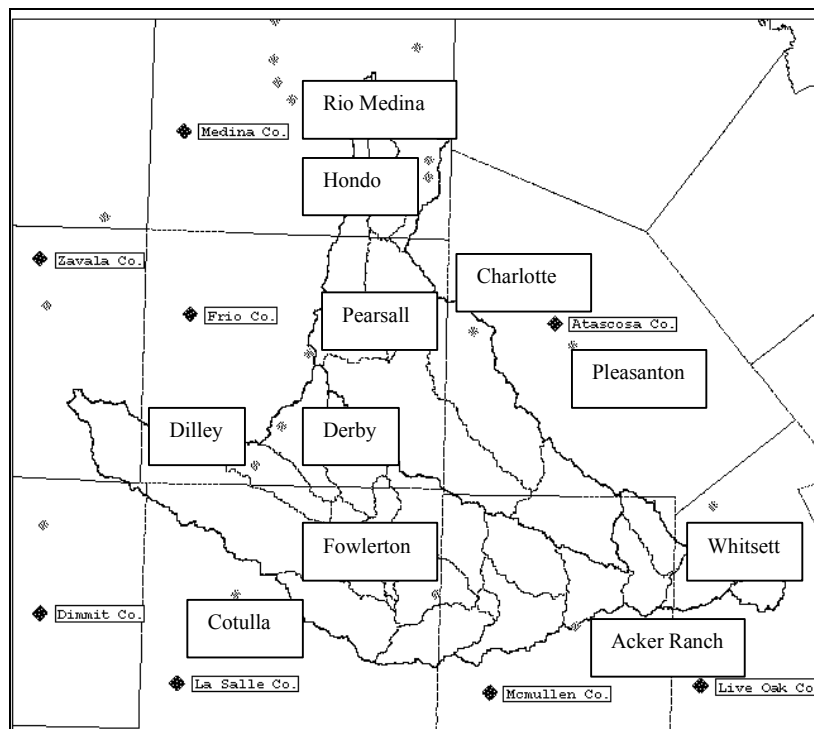 Rio Medina
Medina Co.
Hondo
Zavala Co.
Charlotte
Frio Co.
Pearsall
Atascosa Co.
Pleasanton
Dilley
Derby
Fowlerton
Whitsett
Dimmit Co.
Cotulla
Acker Ranch
La Salle Co.
Mcmullen Co.
Live Oak Co